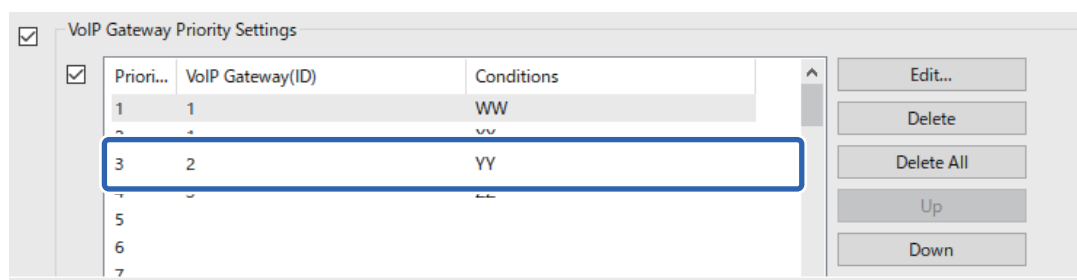 VoIP Gateway Priority Settings
Priori... VoIP Gateway(ID) Conditions
1 1 WW
3 2 YY
5
6
7
Edit...
Delete
Delete All
Up
Down